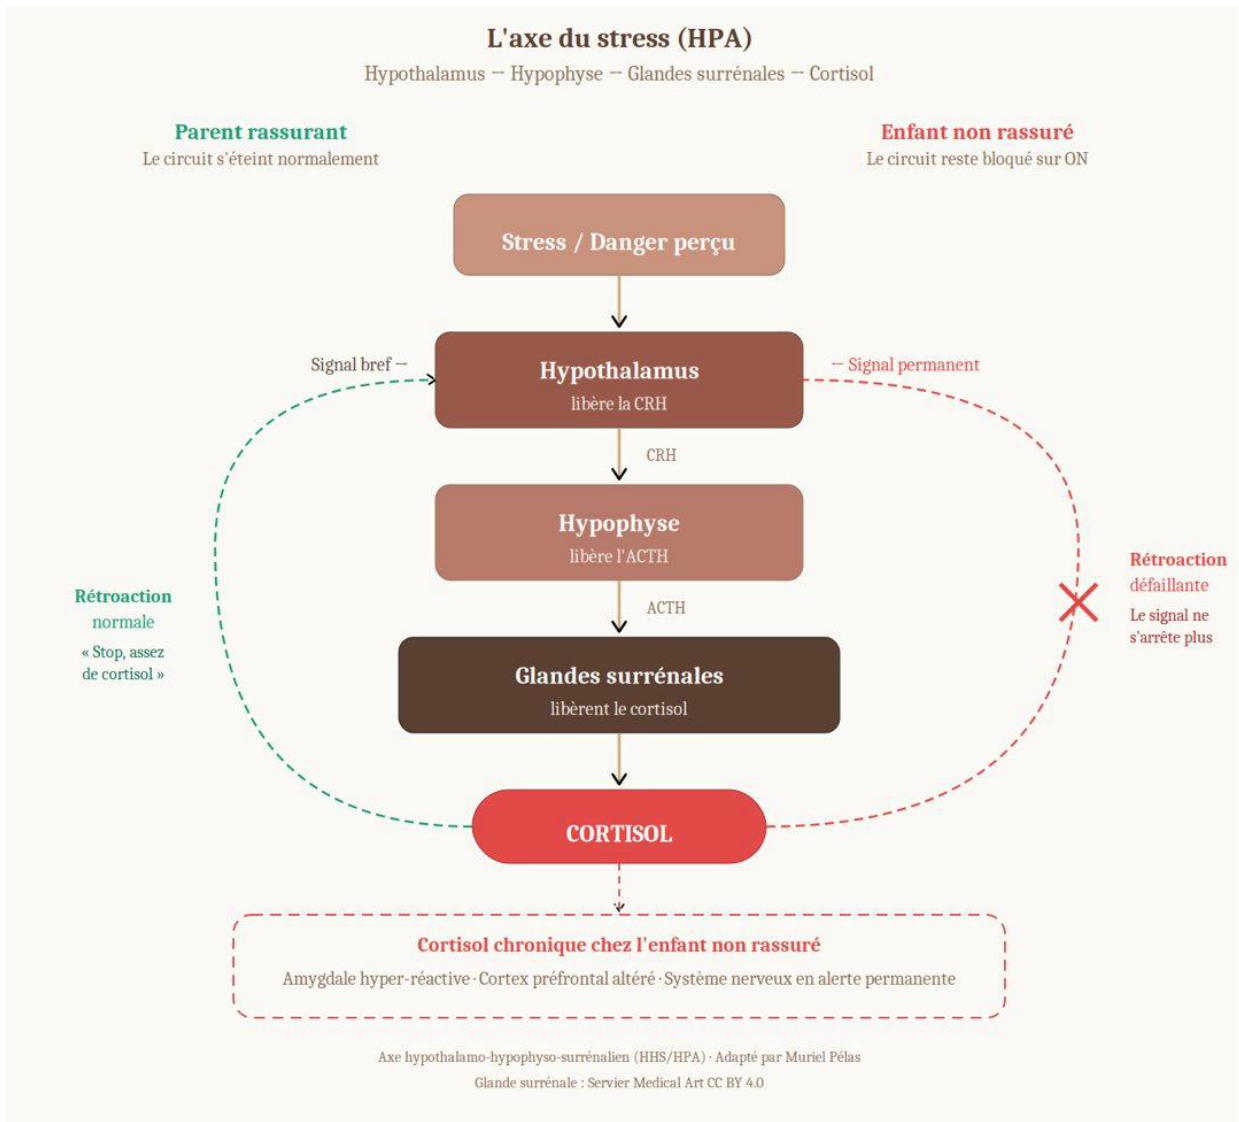 L'axe du stress (HPA)
Hypothalamus — Hypophyse — Glandes surrénales — Cortisol
Parent rassurant
Le circuit s'éteint normalement
Enfant non rassuré
Le circuit reste bloqué sur ON
Stress / Danger perçu
Signal bref —
Hypothalamus
libère la CRH
— Signal permanent
CRH
Hypophyse
libère l'ACTH
ACTH
Rétroaction
normale
« Stop, assez
de cortisol »
Rétroaction
défaillante
Le signal ne
s'arrête plus
Glandes surrénales
libèrent le cortisol
CORTISOL
Cortisol chronique chez l'enfant non rassuré
Amygdale hyper-réactive · Cortex préfrontal altéré · Système nerveux en alerte permanente
Axe hypothalamo-hypophyso-surrénalien (HHS/HPA) · Adapté par Muriel Pélas
Glande surrénale : Servier Medical Art CC BY 4.0